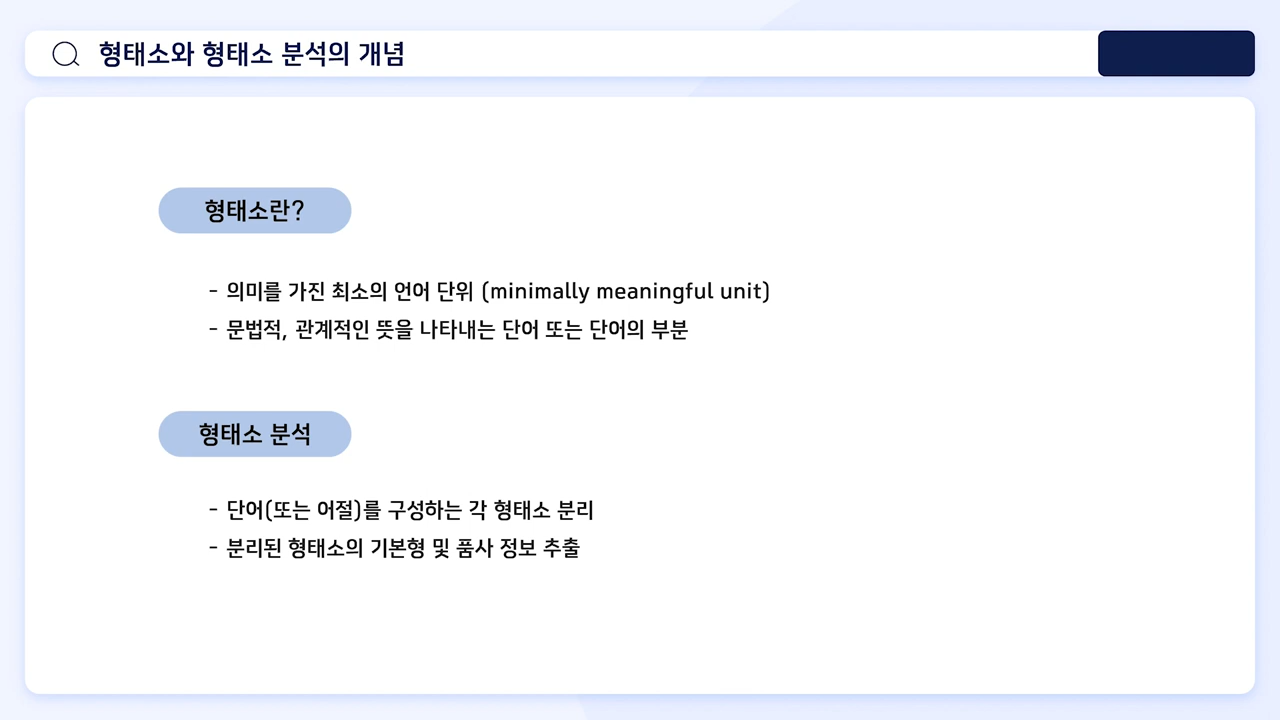 형태소와 형태소 분석의 개념
형태소란?
- 의미를 가진 최소의 언어 단위 (minimally meaningful unit)
- 문법적, 관계적인 뜻을 나타내는 단어 또는 단어의 부분
형태소 분석
- 단어(또는 어절)를 구성하는 각 형태소 분리
- 분리된 형태소의 기본형 및 품사 정보 추출